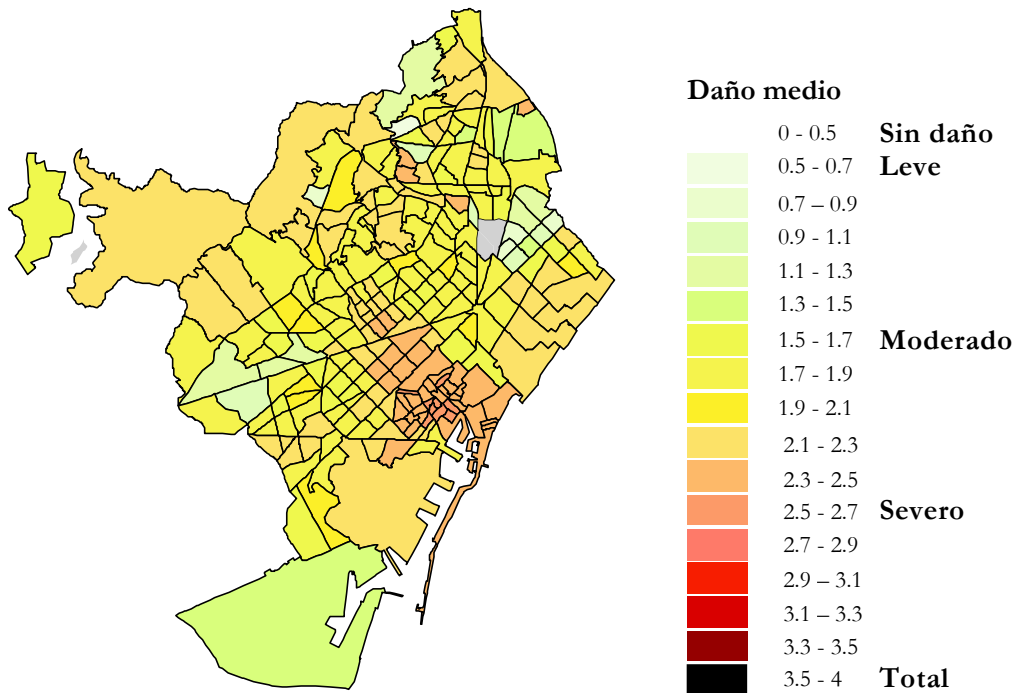 Daño medio
0 - 0.5 Sin daño
0.5 - 0.7 Leve
0.7 – 0.9
0.9 - 1.1
1.1 - 1.3
1.3 - 1.5
1.5 - 1.7 Moderado
1.7 - 1.9
1.9 - 2.1
2.1 - 2.3
2.3 - 2.5
2.5 - 2.7 Severo
2.7 - 2.9
2.9 – 3.1
3.1 – 3.3
3.3 - 3.5
3.5 - 4 Total